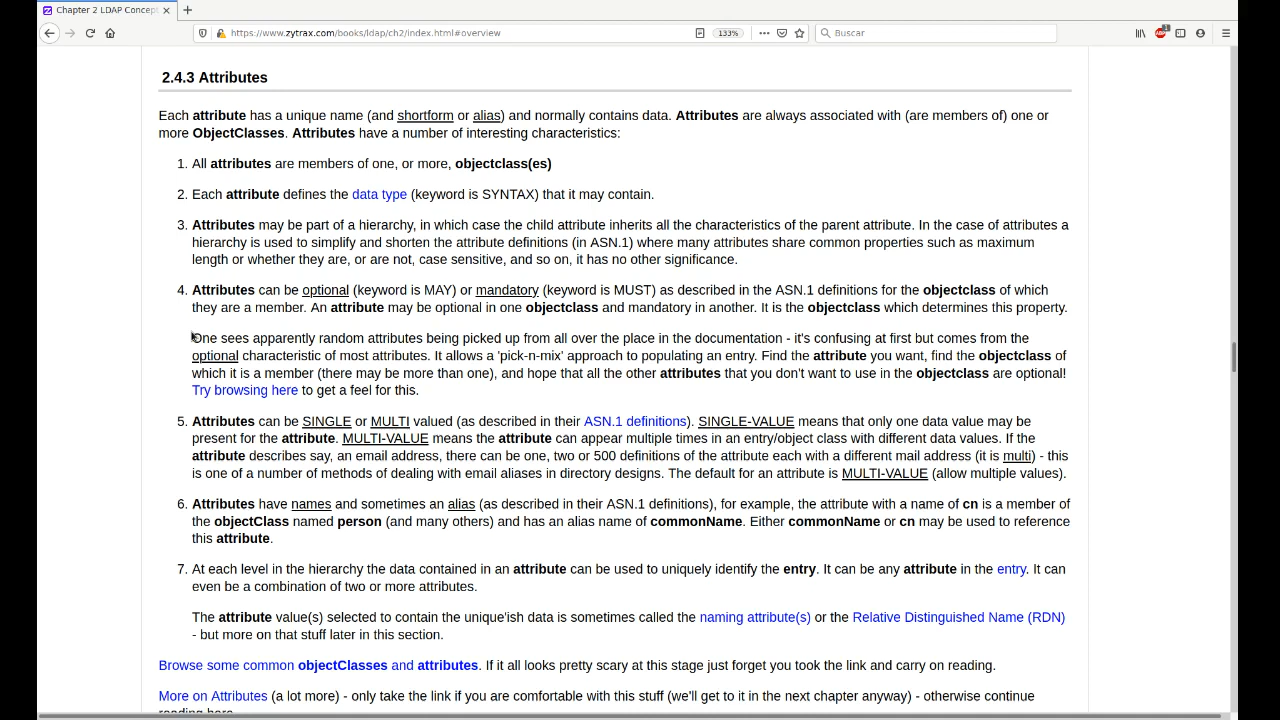 Chapter 2 LDAP Concep
https://www.zytrax.com/books/ldap/ch2/index.html#overview
133%
Buscar
1
2.4.3 Attributes
Each attribute has a unique name (and shortform or alias) and normally contains data. Attributes are always associated with (are members of) one or
more ObjectClasses. Attributes have a number of interesting characteristics:
1. All attributes are members of one, or more, objectclass(es)
2. Each attribute defines the data type (keyword is SYNTAX) that it may contain.
3. Attributes may be part of a hierarchy, in which case the child attribute inherits all the characteristics of the parent attribute. In the case of attributes a
hierarchy is used to simplify and shorten the attribute definitions (in ASN.1) where many attributes share common properties such as maximum
length or whether they are, or are not, case sensitive, and so on, it has no other significance.
4. Attributes can be optional (keyword is MAY) or mandatory (keyword is MUST) as described in the ASN.1 definitions for the objectclass of which
they are a member. An attribute may be optional in one objectclass and mandatory in another. It is the objectclass which determines this property.
One sees apparently random attributes being picked up from all over the place in the documentation - it's confusing at first but comes from the
optional characteristic of most attributes. It allows a 'pick-n-mix' approach to populating an entry. Find the attribute you want, find the objectclass of
which it is a member (there may be more than one), and hope that all the other attributes that you don't want to use in the objectclass are optional!
Try browsing here to get a feel for this.
5. Attributes can be SINGLE or MULTI valued (as described in their ASN.1 definitions). SINGLE-VALUE means that only one data value may be
present for the attribute. MULTI-VALUE means the attribute can appear multiple times in an entry/object class with different data values. If the
attribute describes say, an email address, there can be one, two or 500 definitions of the attribute each with a different mail address (it is multi) - this
is one of a number of methods of dealing with email aliases in directory designs. The default for an attribute is MULTI-VALUE (allow multiple values).
6. Attributes have names and sometimes an alias (as described in their ASN.1 definitions), for example, the attribute with a name of cn is a member of
the objectClass named person (and many others) and has an alias name of commonName. Either commonName or cn may be used to reference
this attribute.
7. At each level in the hierarchy the data contained in an attribute can be used to uniquely identify the entry. It can be any attribute in the entry. It can
even be a combination of two or more attributes.
The attribute value(s) selected to contain the unique'ish data is sometimes called the naming attribute(s) or the Relative Distinguished Name (RDN)
- but more on that stuff later in this section.
Browse some common objectClasses and attributes. If it all looks pretty scary at this stage just forget you took the link and carry on reading.
More on Attributes (a lot more) - only take the link if you are comfortable with this stuff (we'll get to it in the next chapter anyway) - otherwise continue
reading here